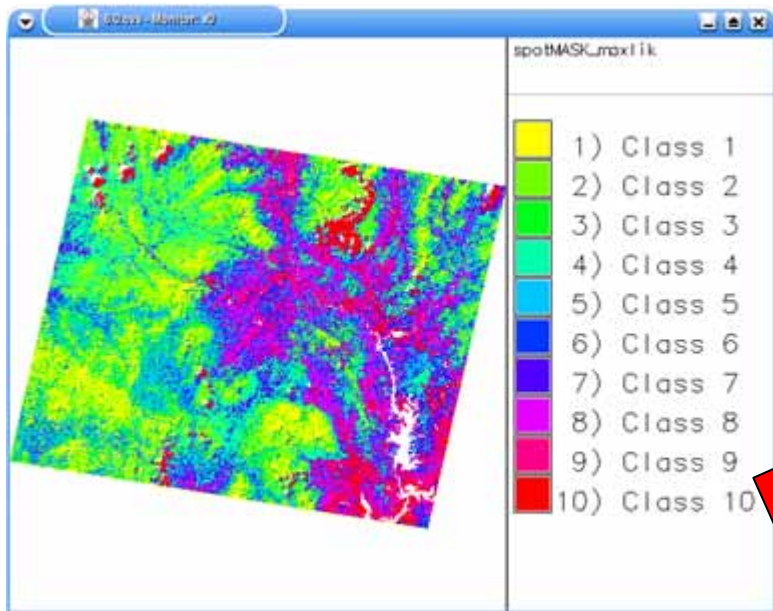 spotMASK_maxlik
1) Class 1
2) Class 2
3) Class 3
4) Class 4
5) Class 5
6) Class 6
7) Class 7
8) Class 8
9) Class 9
10) Class 10